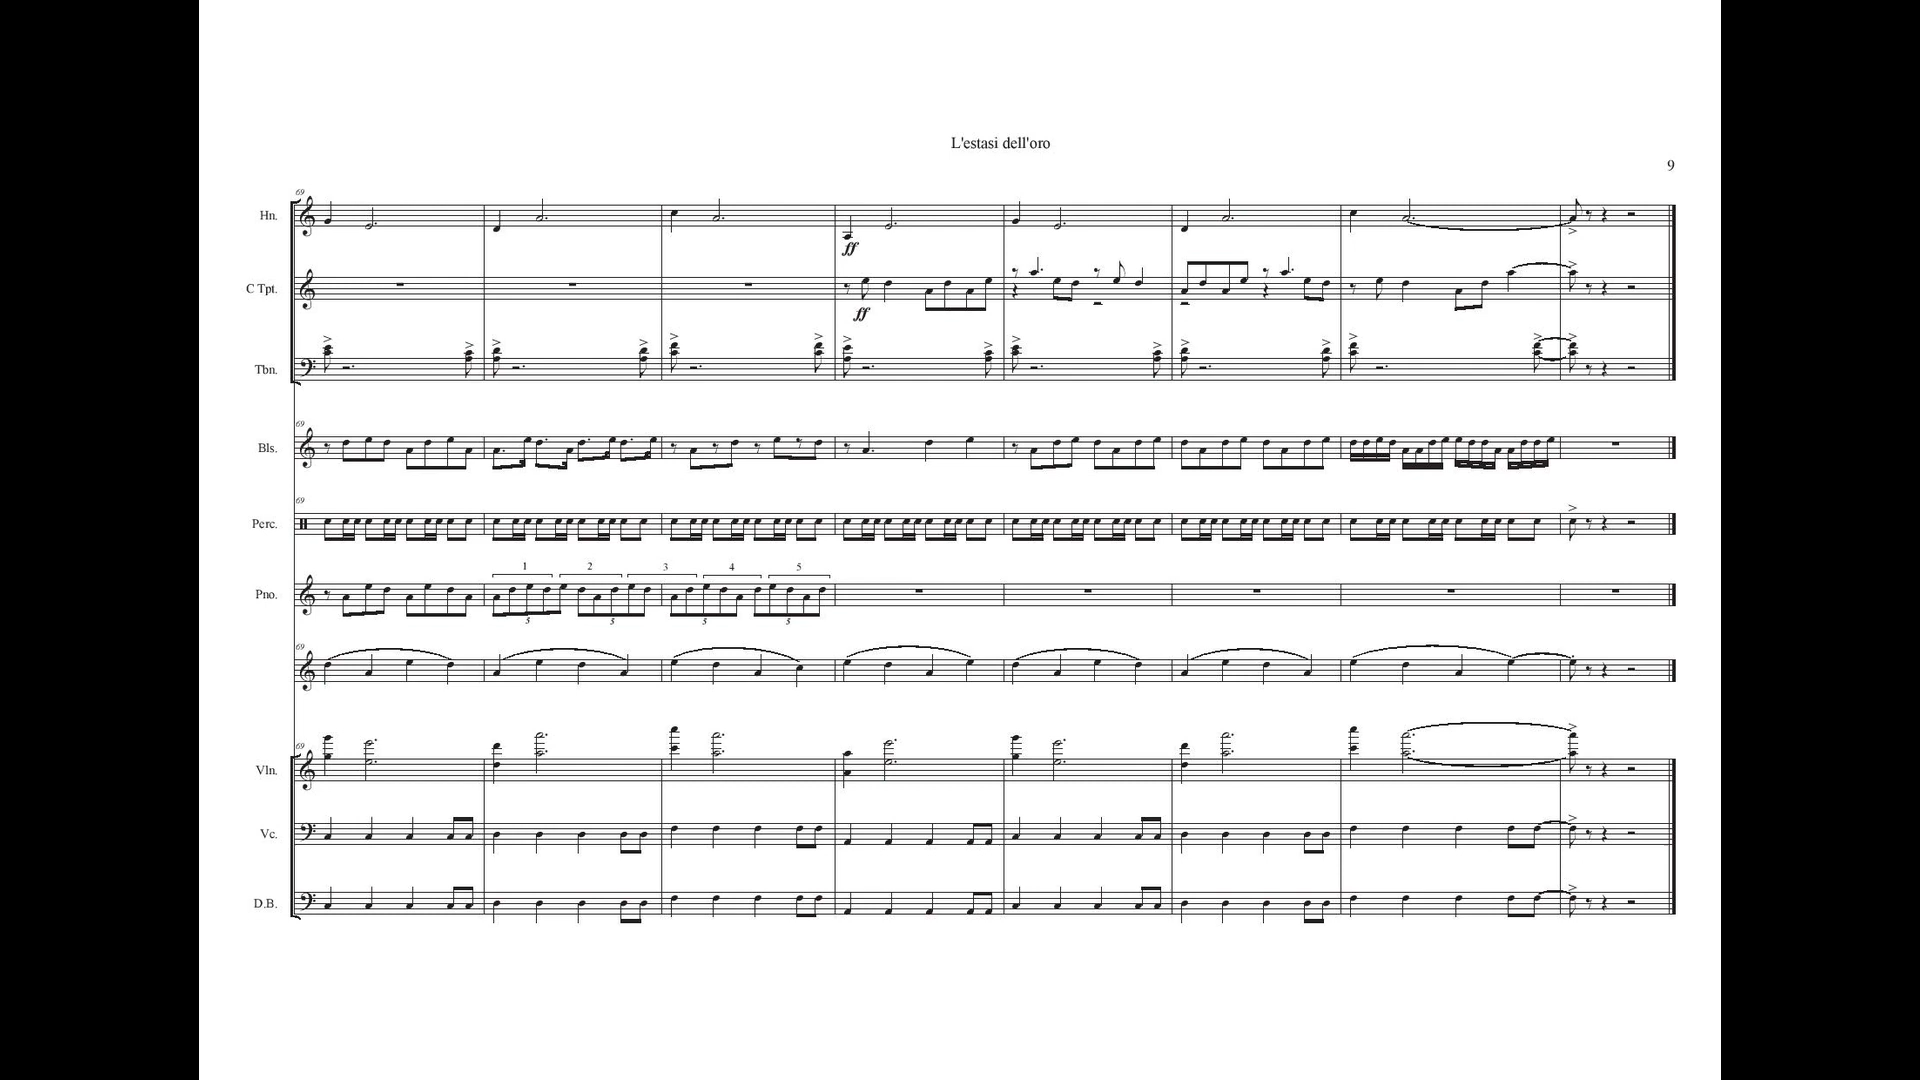 L'estasi dell'oro
9
69
Hn.
ff
C Tpt.
ff
Tbn.
69
Bls.
69
Perc.
1 2 3 4 5
Pno.
5 5 5 5
69
69
Vln.
Vc.
D.B.